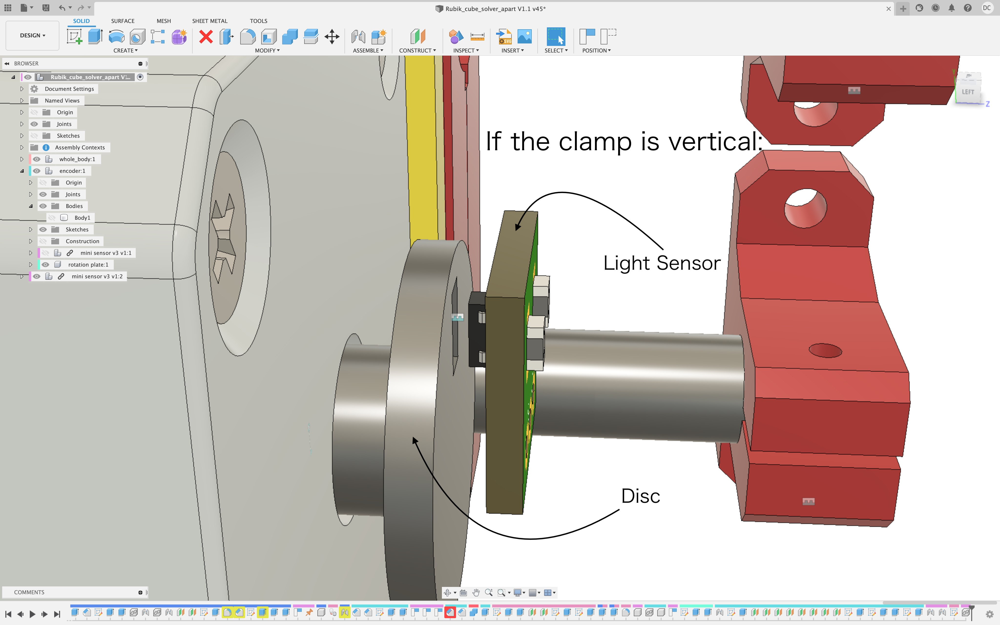 Rubik_cube_solver_apart V1.1 v45*
DC
DESIGN
SOLID
SURFACE
MESH
SHEET METAL
TOOLS
CREATE
MODIFY
ASSEMBLE
CONSTRUCT
INSPECT
SVG
INSERT
SELECT
POSITION
BROWSER
Rubik_cube_solver_apart V1...
Document Settings
Named Views
Origin
Joints
Sketches
Assembly Contexts
whole_body:1
encoder:1
Origin
Joints
Bodies
Body1
Sketches
Construction
mini sensor v3 v1:1
rotation plate:1
mini sensor v3 v1:2
Y
LEFT
Z
If the clamp is vertical:
Light Sensor
Disc
COMMENTS